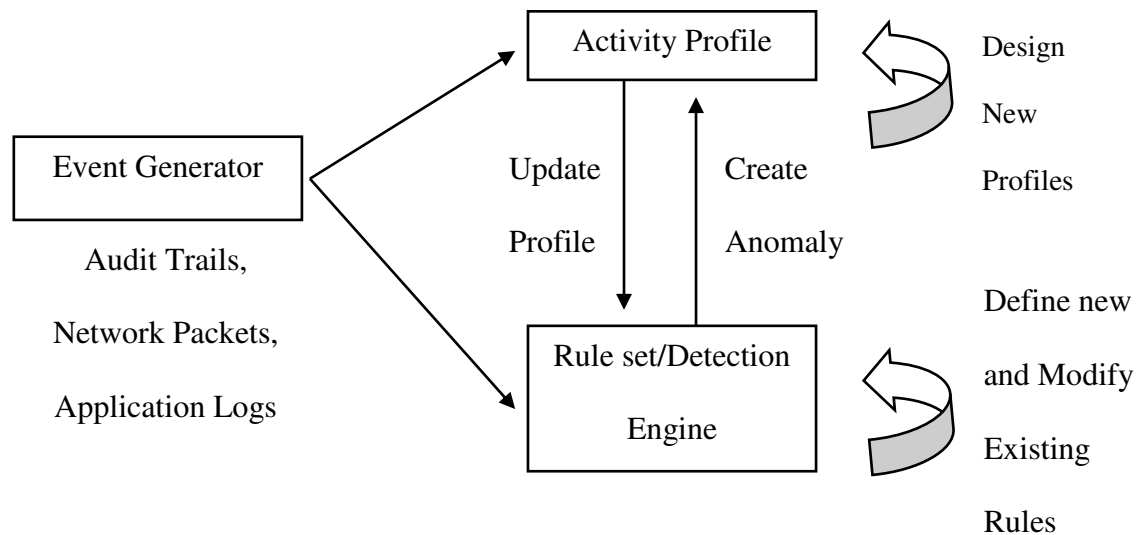 Activity Profile
Design
New
Profiles
Event Generator
Audit Trails,
Network Packets,
Application Logs
Update
Profile
Create
Anomaly
Rule set/Detection
Engine
Define new
and Modify
Existing
Rules